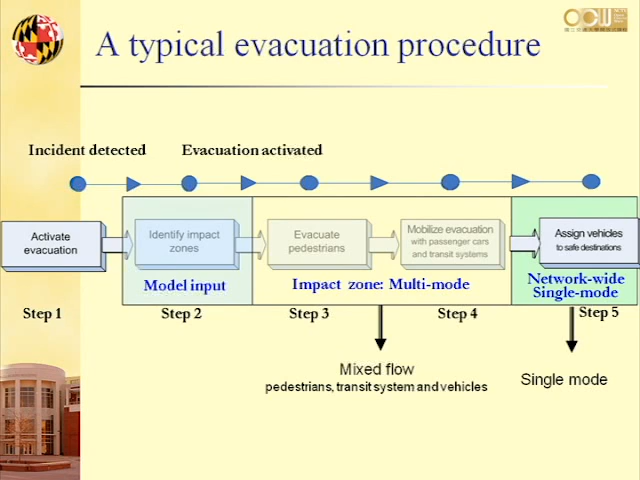 OCW
A typical evacuation procedure
Incident detected
Evacuation activated
Activate
evacuation
Identify impact
zones
Evacuate
pedestrians
Mobilize evacuation
with passenger cars
and transit systems
Assign vehicles
to safe destinations
Model input
Impact zone: Multi-mode
Network-wide
Single-mode
Step 1
Step 2
Step 3
Step 4
Step 5
Mixed flow
pedestrians, transit system and vehicles
Single mode